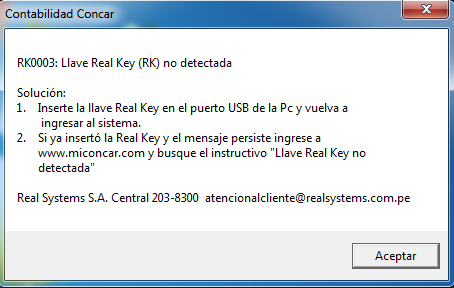 Contabilidad Concar
RK0003: Llave Real Key (RK) no detectada
Solución:
1. Inserte la llave Real Key en el puerto USB de la Pc y vuelva a
ingresar al sistema.
2. Si ya insertó la Real Key y el mensaje persiste ingrese a
www.miconcar.com y busque el instructivo "Llave Real Key no
detectada"
Real Systems S.A. Central 203-8300 atencionalcliente@realsystems.com.pe
Aceptar